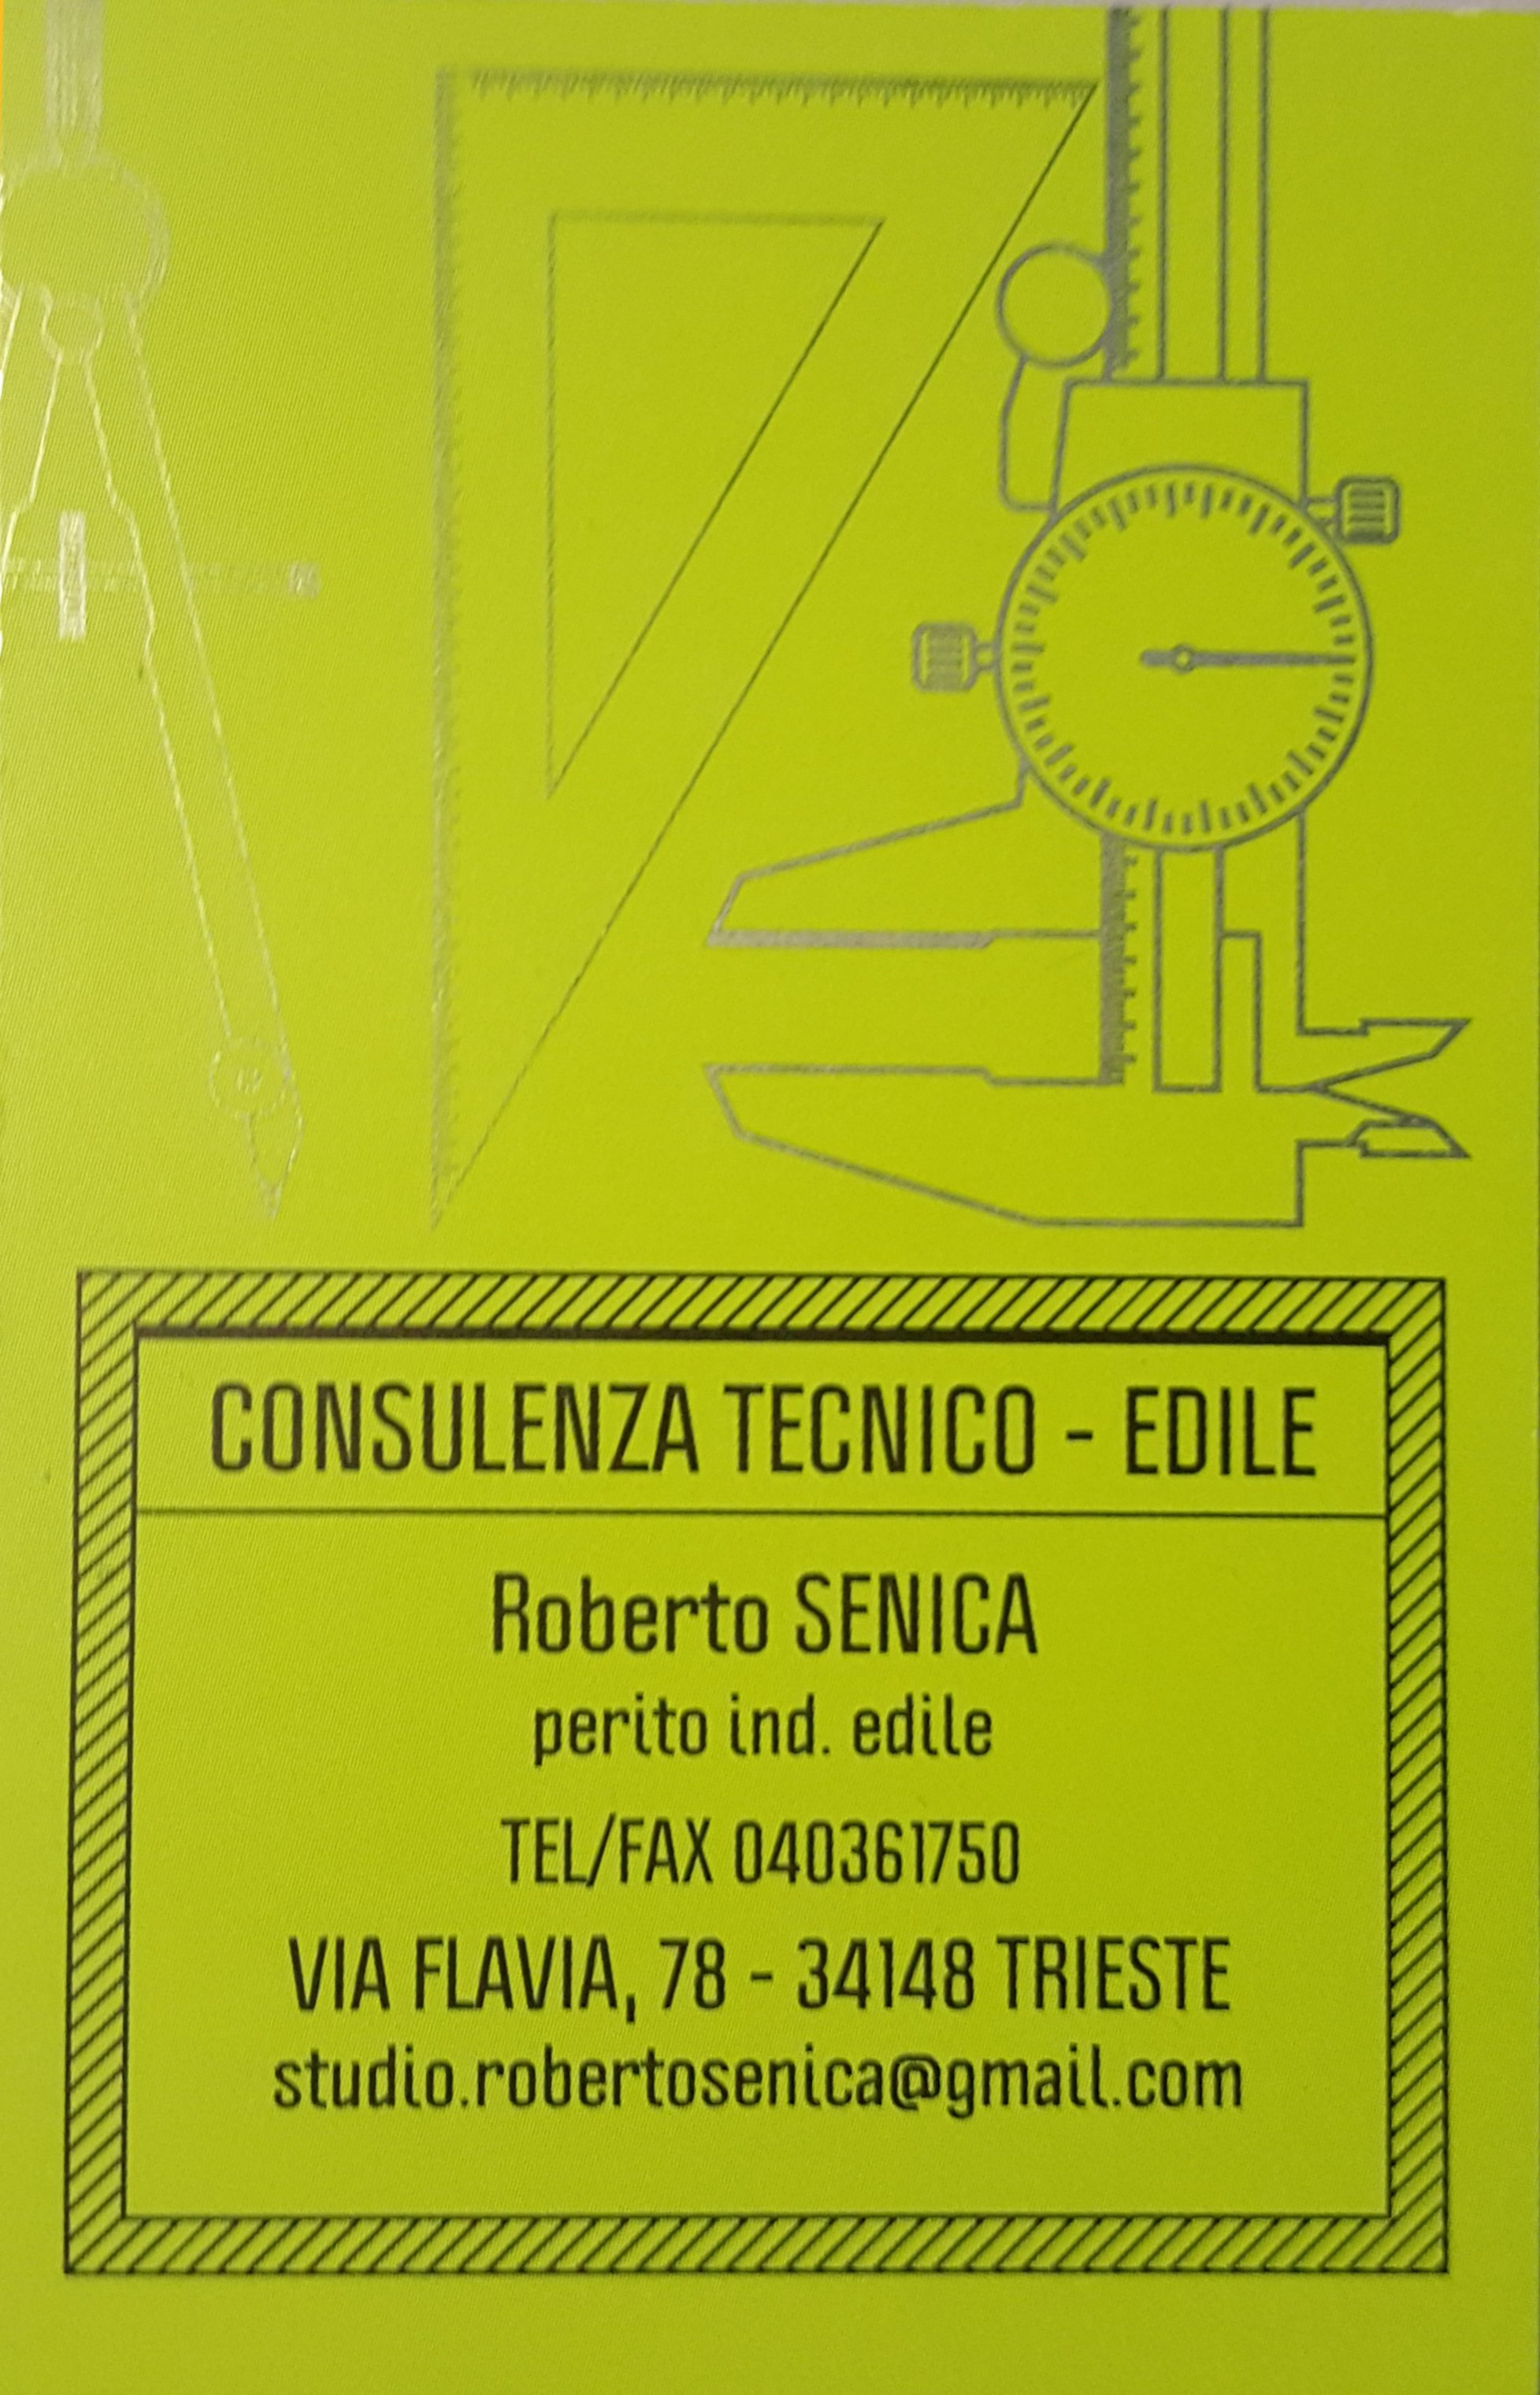 CONSULENZA TECNICO - EDILE
Roberto SENICA
perito ind. edile
TEL/FAX 040361750
VIA FLAVIA, 78 - 34148 TRIESTE
studio.robertosenica@gmail.com